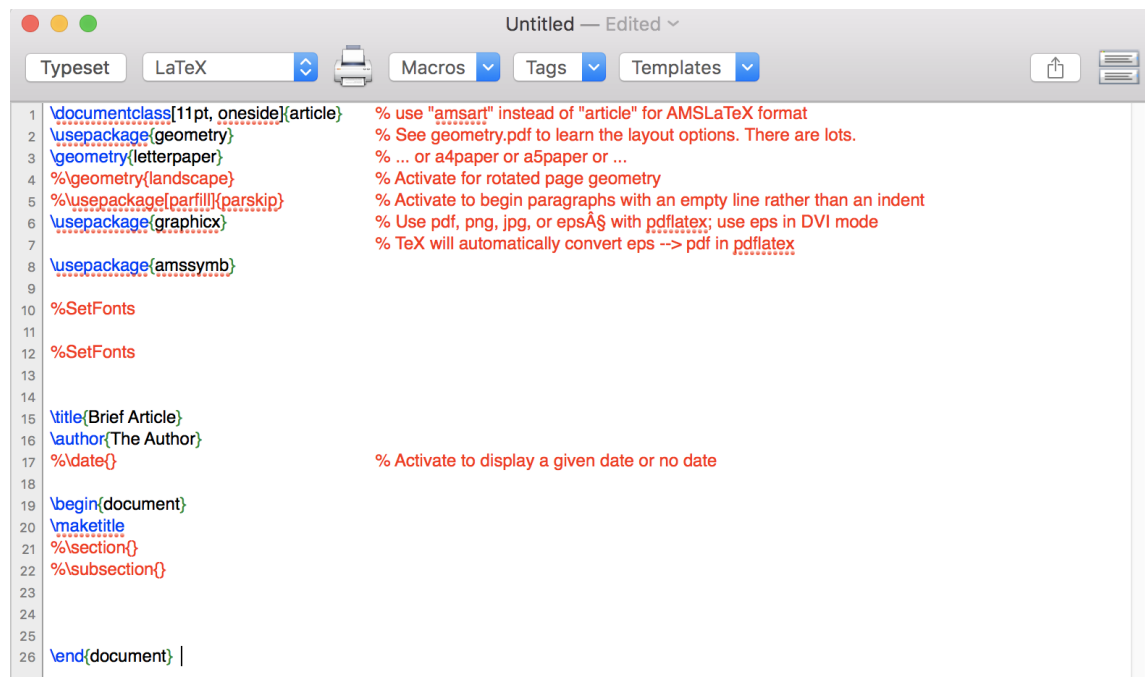 Untitled — Edited
Typeset LaTeX Macros Tags Templates
1 \documentclass[11pt, oneside]{article} % use "amsart" instead of "article" for AMSLaTeX format
2 \usepackage{geometry} % See geometry.pdf to learn the layout options. There are lots.
3 \geometry{letterpaper} % ... or a4paper or a5paper or ...
4 %\geometry{landscape} % Activate for rotated page geometry
5 %\usepackage[parfill]{parskip} % Activate to begin paragraphs with an empty line rather than an indent
6 \usepackage{graphicx} % Use pdf, png, jpg, or epsÂ§ with pdflatex; use eps in DVI mode
7 % TeX will automatically convert eps --> pdf in pdflatex
8 \usepackage{amssymb}
9
10 %SetFonts
11
12 %SetFonts
13
14
15 \title{Brief Article}
16 \author{The Author}
17 %\date{} % Activate to display a given date or no date
18
19 \begin{document}
20 \maketitle
21 %\section{}
22 %\subsection{}
23
24
25
26 \end{document}